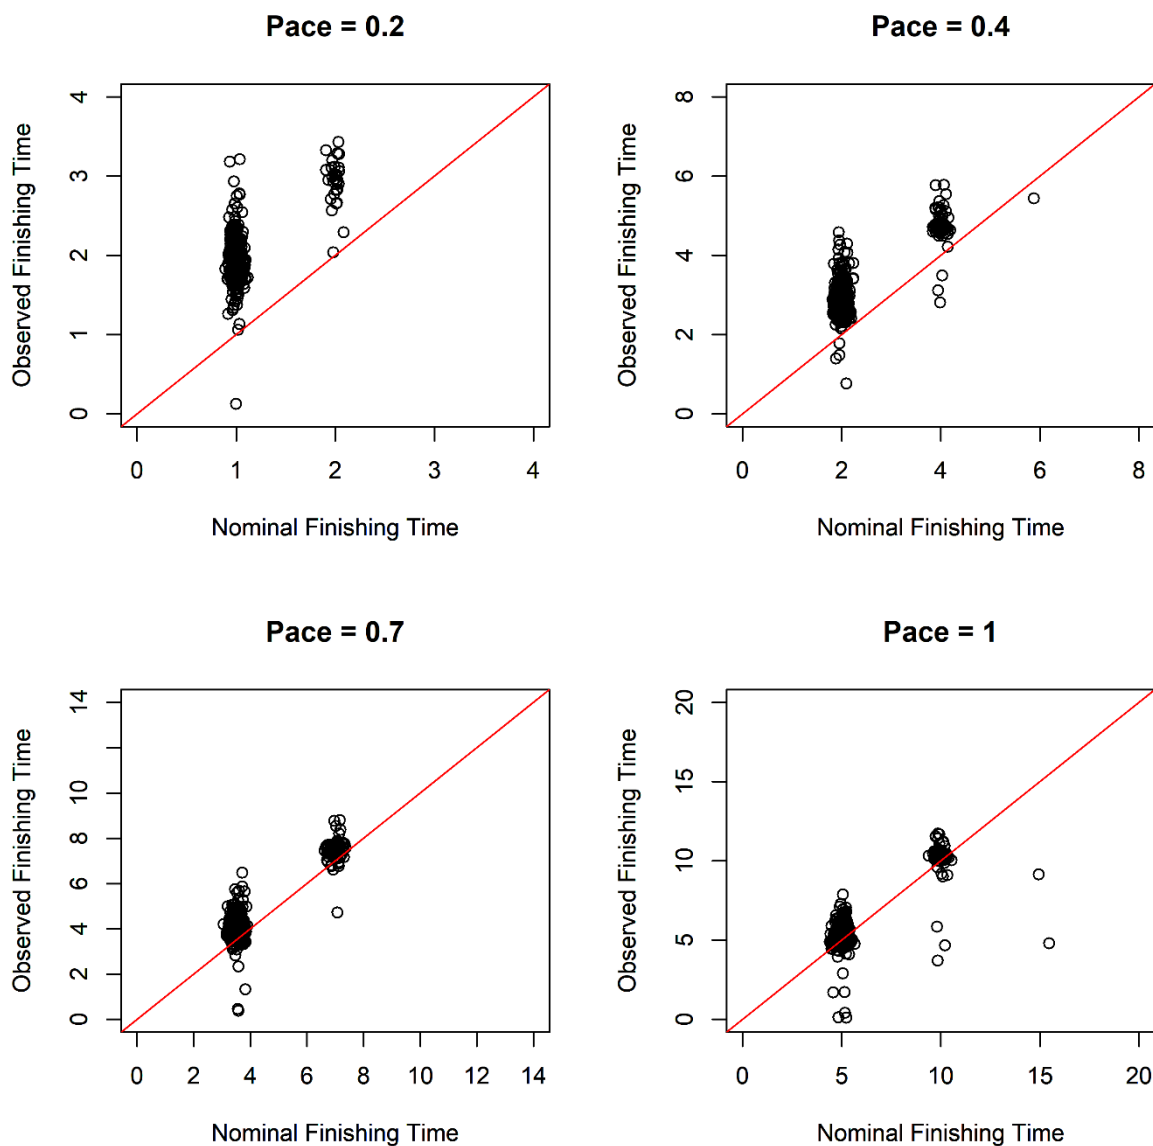 Pace = 0.2
Observed Finishing Time
4
3
2
1
0
0 1 2 3 4
Nominal Finishing Time
Pace = 0.4
Observed Finishing Time
8
6
4
2
0
0 2 4 6 8
Nominal Finishing Time
Pace = 0.7
Observed Finishing Time
14
10
8
6
4
2
0
0 2 4 6 8 10 12 14
Nominal Finishing Time
Pace = 1
Observed Finishing Time
20
15
10
5
0
0 5 10 15 20
Nominal Finishing Time